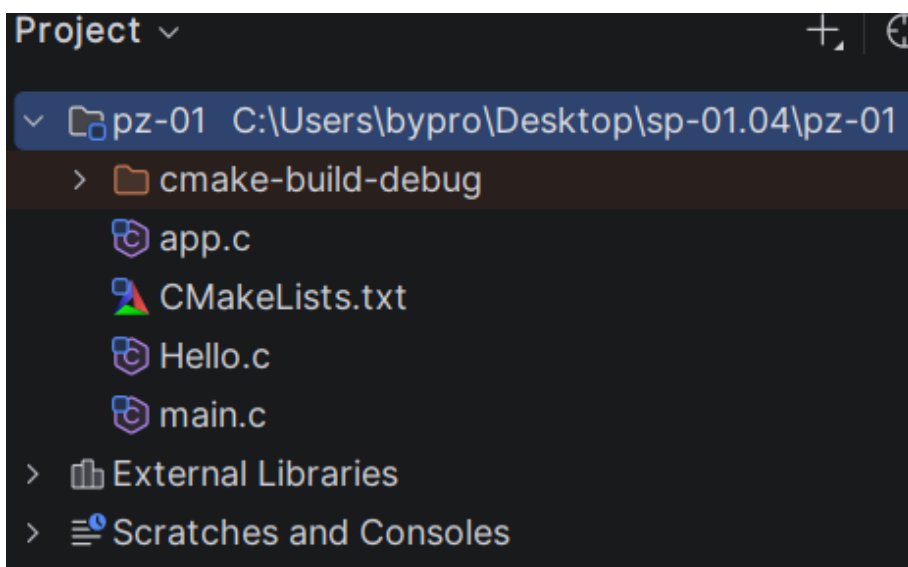 Project
pz-01 C:\Users\bypro\Desktop\sp-01.04\pz-01
cmake-build-debug
app.c
CMakeLists.txt
Hello.c
main.c
External Libraries
Scratches and Consoles